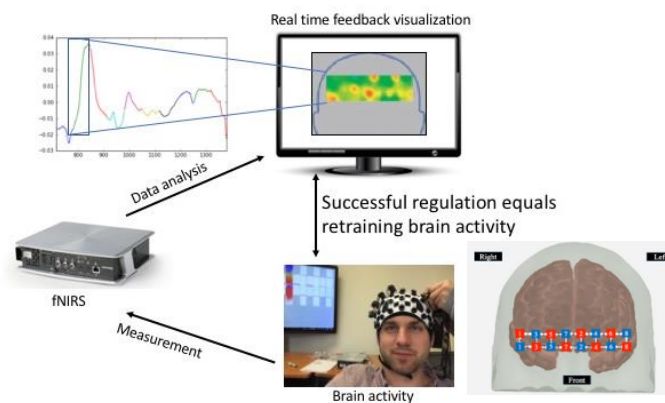 Real time feedback visualization
0.04
0.03
0.02
0.01
0.00
-0.01
-0.02
-0.03
800
900
1000
1100
1200
1300
Data analysis
Successful regulation equals
retraining brain activity
fNIRS
Measurement
Brain activity
Right
Left
Front